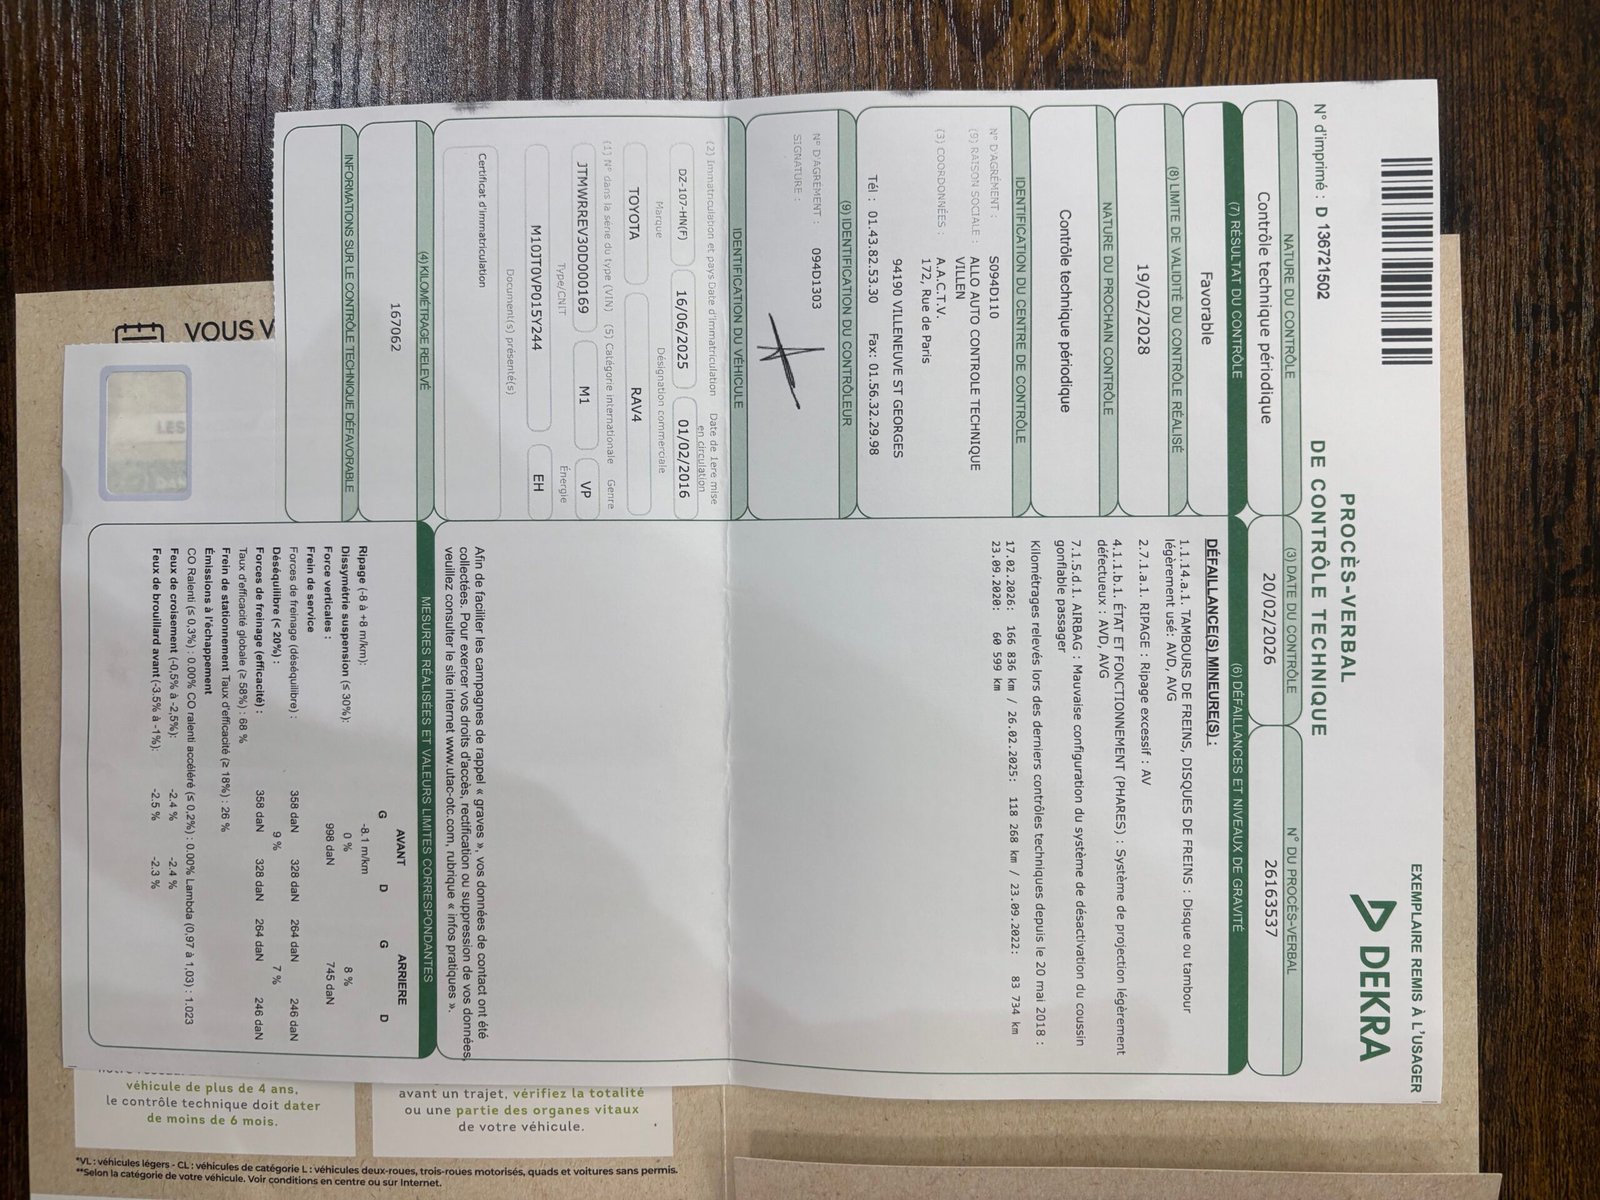 N° d'imprimé : D 136721502
PROCÈS-VERBAL
DE CONTRÔLE TECHNIQUE
EXEMPLAIRE REMIS À L'USAGER
DEKRA
NATURE DU CONTRÔLE
Contrôle technique périodique
(3) DATE DU CONTRÔLE
20/02/2026
N° DU PROCÈS-VERBAL
26163537
(7) RÉSULTAT DU CONTRÔLE
Favorable
(8) LIMITE DE VALIDITÉ DU CONTRÔLE RÉALISÉ
19/02/2028
NATURE DU PROCHAIN CONTRÔLE
Contrôle technique périodique
IDENTIFICATION DU CENTRE DE CONTRÔLE
N° D'AGRÉMENT : S094D110
(9) RAISON SOCIALE : ALLO AUTO CONTROLE TECHNIQUE
VILLEN
(3) COORDONNÉES : A.A.C.T.V.
172, Rue de Paris
94190 VILLENEUVE ST GEORGES
Tél : 01.43.82.53.30 Fax: 01.56.32.29.98
(9) IDENTIFICATION DU CONTRÔLEUR
N° D'AGRÉMENT : 094D1303
SIGNATURE :
IDENTIFICATION DU VÉHICULE
(2) Immatriculation et pays Date d'immatriculation Date de 1ere mise
en circulation
DZ-107-HN(F) 16/06/2025 01/02/2016
Marque Désignation commerciale
TOYOTA RAV4
(1) N° dans la série du type (VIN) (5) Catégorie internationale Genre
JTMWRREV30D000169 M1 VP
Type/CNIT Énergie
M10JT0VP015Y244 EH
Document(s) présenté(s)
Certificat d'immatriculation
(4) KILOMÉTRAGE RELEVÉ
167062
INFORMATIONS SUR LE CONTRÔLE TECHNIQUE DÉFAVORABLE
(6) DÉFAILLANCES ET NIVEAUX DE GRAVITÉ
DÉFAILLANCE(S) MINEURE(S) :
1.1.14.a.1. TAMBOURS DE FREINS, DISQUES DE FREINS : Disque ou tambour
légèrement usé: AVD, AVG
2.7.1.a.1. RIPAGE : Ripage excessif : AV
4.1.1.b.1. ÉTAT ET FONCTIONNEMENT (PHARES) : Système de projection légèrement
défectueux : AVD, AVG
7.1.5.d.1. AIRBAG : Mauvaise configuration du système de désactivation du coussin
gonflable passager
Kilométrages relevés lors des derniers contrôles techniques depuis le 20 mai 2018 :
17.02.2026: 166 836 km / 26.02.2025: 118 268 km / 23.09.2022: 83 734 km
23.09.2020: 60 599 km
Afin de faciliter les campagnes de rappel « graves », vos données de contact ont été
collectées. Pour exercer vos droits d'accès, rectification ou suppression de vos données,
veuillez consulter le site internet www.utac-otc.com, rubrique « infos pratiques ».
MESURES RÉALISÉES ET VALEURS LIMITES CORRESPONDANTES
AVANT ARRIERE
G D G D
Ripage (-8 à +8 m/km): -8.1 m/km
Dissymétrie suspension (≤ 30%): 0 % 8 %
Force verticales : 998 daN 745 daN
Frein de service
Forces de freinage (déséquilibre) : 358 daN 328 daN 264 daN 246 daN
Déséquilibre (< 20%) : 9 % 7 %
Forces de freinage (efficacité) : 358 daN 328 daN 264 daN 246 daN
Taux d'efficacité globale (≥ 58%) : 68 %
Frein de stationnement Taux d'efficacité (≥ 18%) : 26 %
Émissions à l'échappement
CO Ralenti (≤ 0,3%) : 0.00% CO ralenti accéléré (≤ 0,2%) : 0.00% Lambda (0,97 à 1,03) : 1.023
Feux de croisement (-0,5% à -2,5%): -2.4 % -2.4 %
Feux de brouillard avant (-3.8% à -1%): -2.5 % -2.3 %
VOUS V
LES
véhicule de plus de 4 ans,
le contrôle technique doit dater
de moins de 6 mois.
avant un trajet, vérifiez la totalité
ou une partie des organes vitaux
de votre véhicule.
*VL : véhicules légers - CL : véhicules de catégorie L : véhicules deux-roues, trois-roues motorisés, quads et voitures sans permis.
**Selon la catégorie de votre véhicule. Voir conditions en centre ou sur Internet.